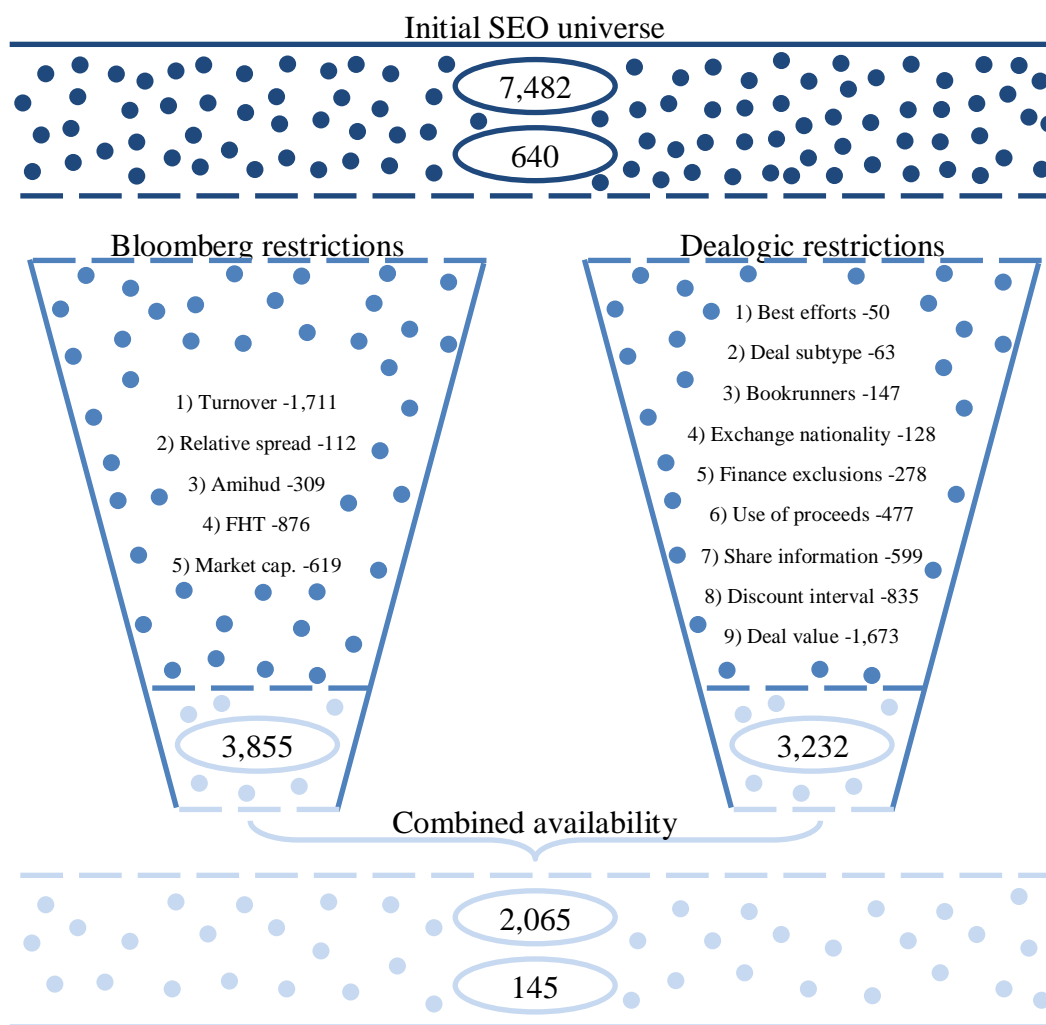 Initial SEO universe
7,482
640
Bloomberg restrictions
1) Turnover -1,711
2) Relative spread -112
3) Amihud -309
4) FHT -876
5) Market cap. -619
3,855
Dealogic restrictions
1) Best efforts -50
2) Deal subtype -63
3) Bookrunners -147
4) Exchange nationality -128
5) Finance exclusions -278
6) Use of proceeds -477
7) Share information -599
8) Discount interval -835
9) Deal value -1,673
3,232
Combined availability
2,065
145